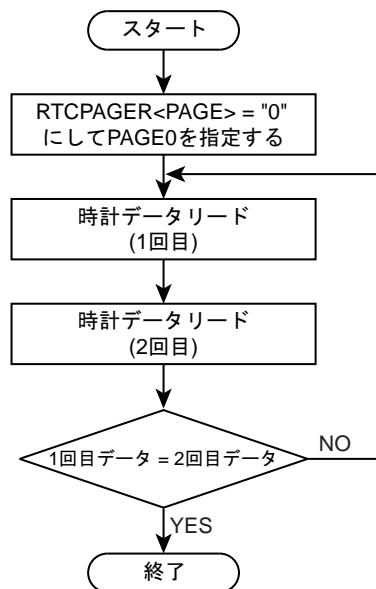 スタート
RTCPAGER<PAGE> = "0"
にしてPAGE0を指定する
時計データリード
(1回目)
時計データリード
(2回目)
1回目データ = 2回目データ
NO
YES
終了